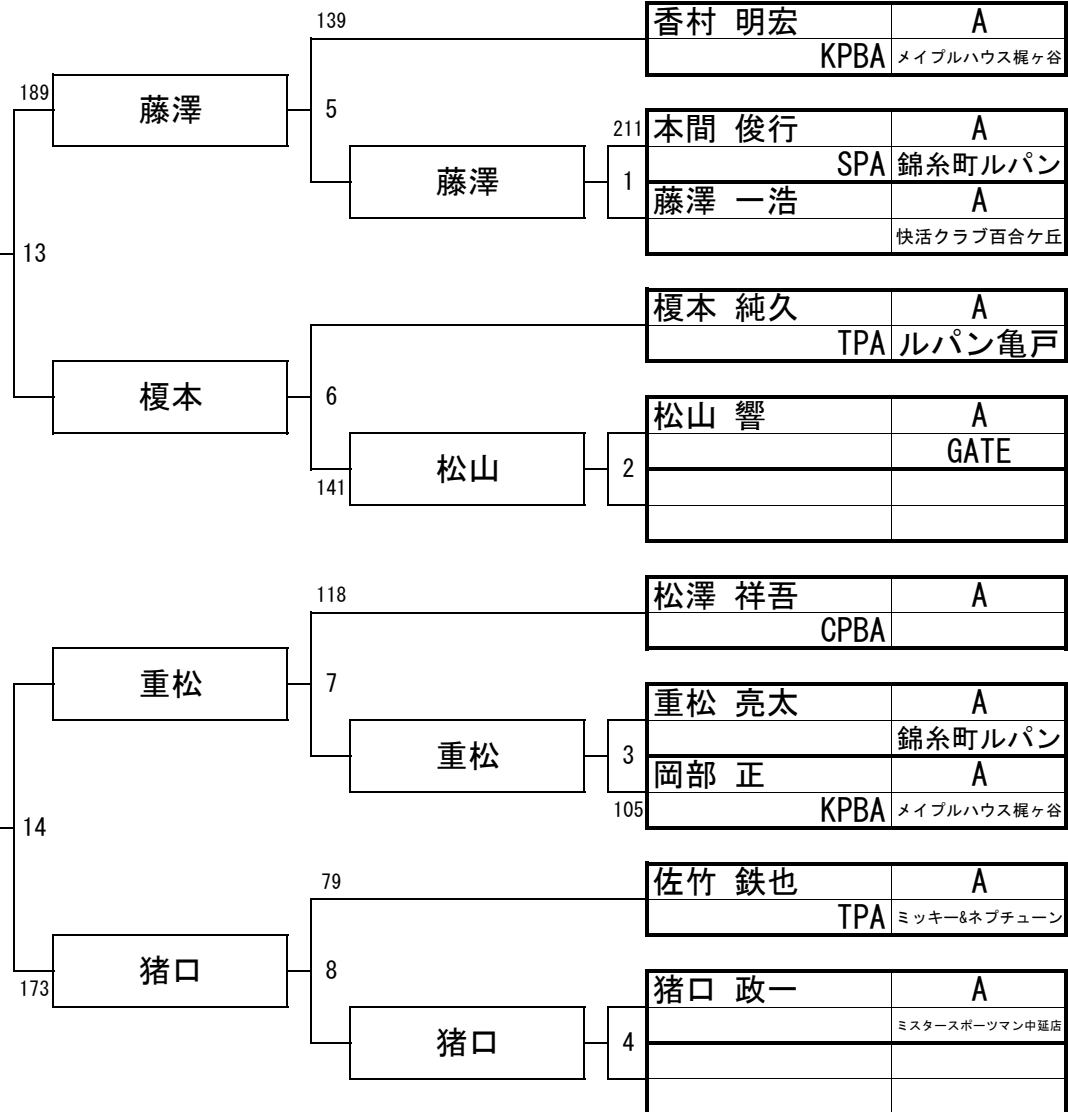 139
香村 明宏 A
KPBA メイプルハウス梶ヶ谷
189
藤澤
5
211
本間 俊行 A
SPA 錦糸町ルパン
藤澤
1
藤澤 一浩 A
快活クラブ百合ケ丘
13
榎本 純久 A
TPA ルパン亀戸
榎本
6
松山 響 A
GATE
松山
2
141
118
松澤 祥吾 A
CPBA
重松
7
重松 亮太 A
錦糸町ルパン
重松
3
岡部 正 A
105
KPBA メイプルハウス梶ヶ谷
14
79
佐竹 鉄也 A
TPA ミッキー&ネプチューン
猪口
8
173
猪口 政一 A
ミスタースポーツマン中延店
猪口
4